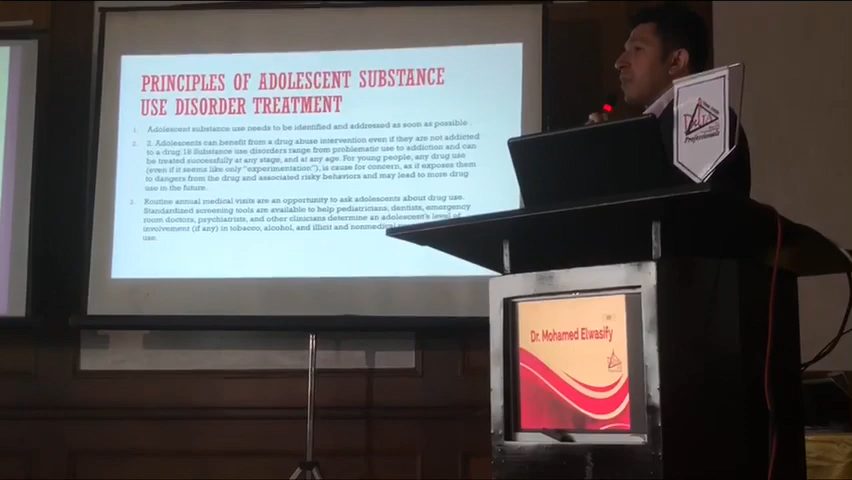 PRINCIPLES OF ADOLESCENT SUBSTANCE
USE DISORDER TREATMENT
1. Adolescent substance use needs to be identified and addressed as soon as possible .
2. 2. Adolescents can benefit from a drug abuse intervention even if they are not addicted
to a drug.18 Substance use disorders range from problematic use to addiction and can
be treated successfully at any stage, and at any age. For young people, any drug use
(even if it seems like only "experimentation"), is cause for concern, as it exposes them
to dangers from the drug and associated risky behaviors and may lead to more drug
use in the future.
3. Routine annual medical visits are an opportunity to ask adolescents about drug use.
Standardized screening tools are available to help pediatricians, dentists, emergency
room doctors, psychiatrists, and other clinicians determine an adolescent's level of
involvement (if any) in tobacco, alcohol, and illicit and nonmedical
use.
Delta
Professionals
Dr. Mohamed Elwasify